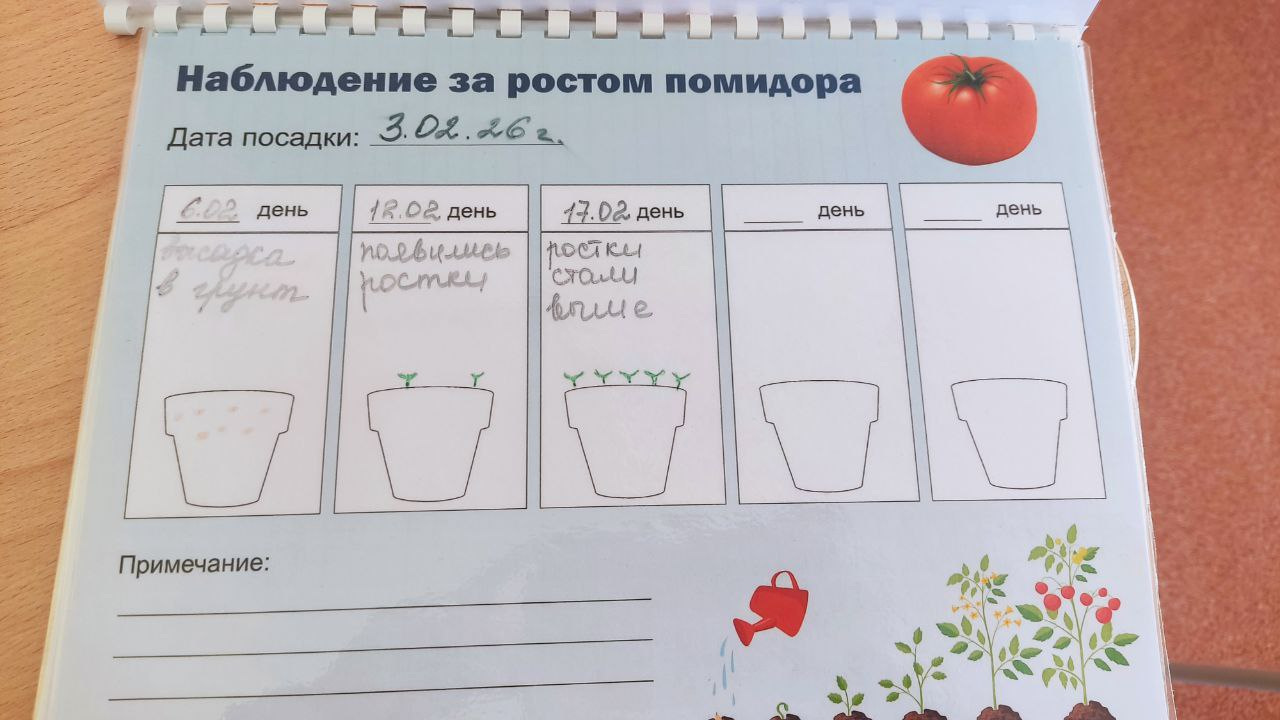 Наблюдение за ростом помидора
Дата посадки: 3.02.26 г.
6.02 день
высадка
в грунт
12.02 день
появились
ростки
17.02 день
ростки
стали
выше
день
день
Примечание: